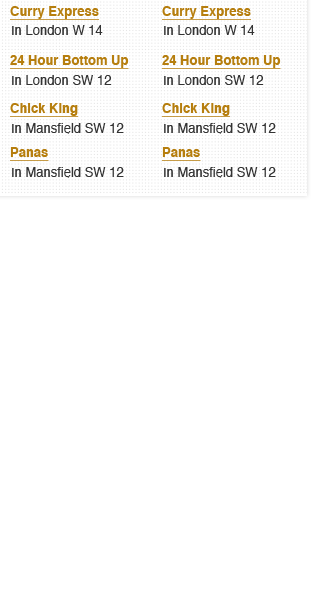 Curry Express
in London W 14
24 Hour Bottom Up
in London SW 12
Chick King
in Mansfield SW 12
Panas
in Mansfield SW 12
Curry Express
in London W 14
24 Hour Bottom Up
in London SW 12
Chick King
in Mansfield SW 12
Panas
in Mansfield SW 12